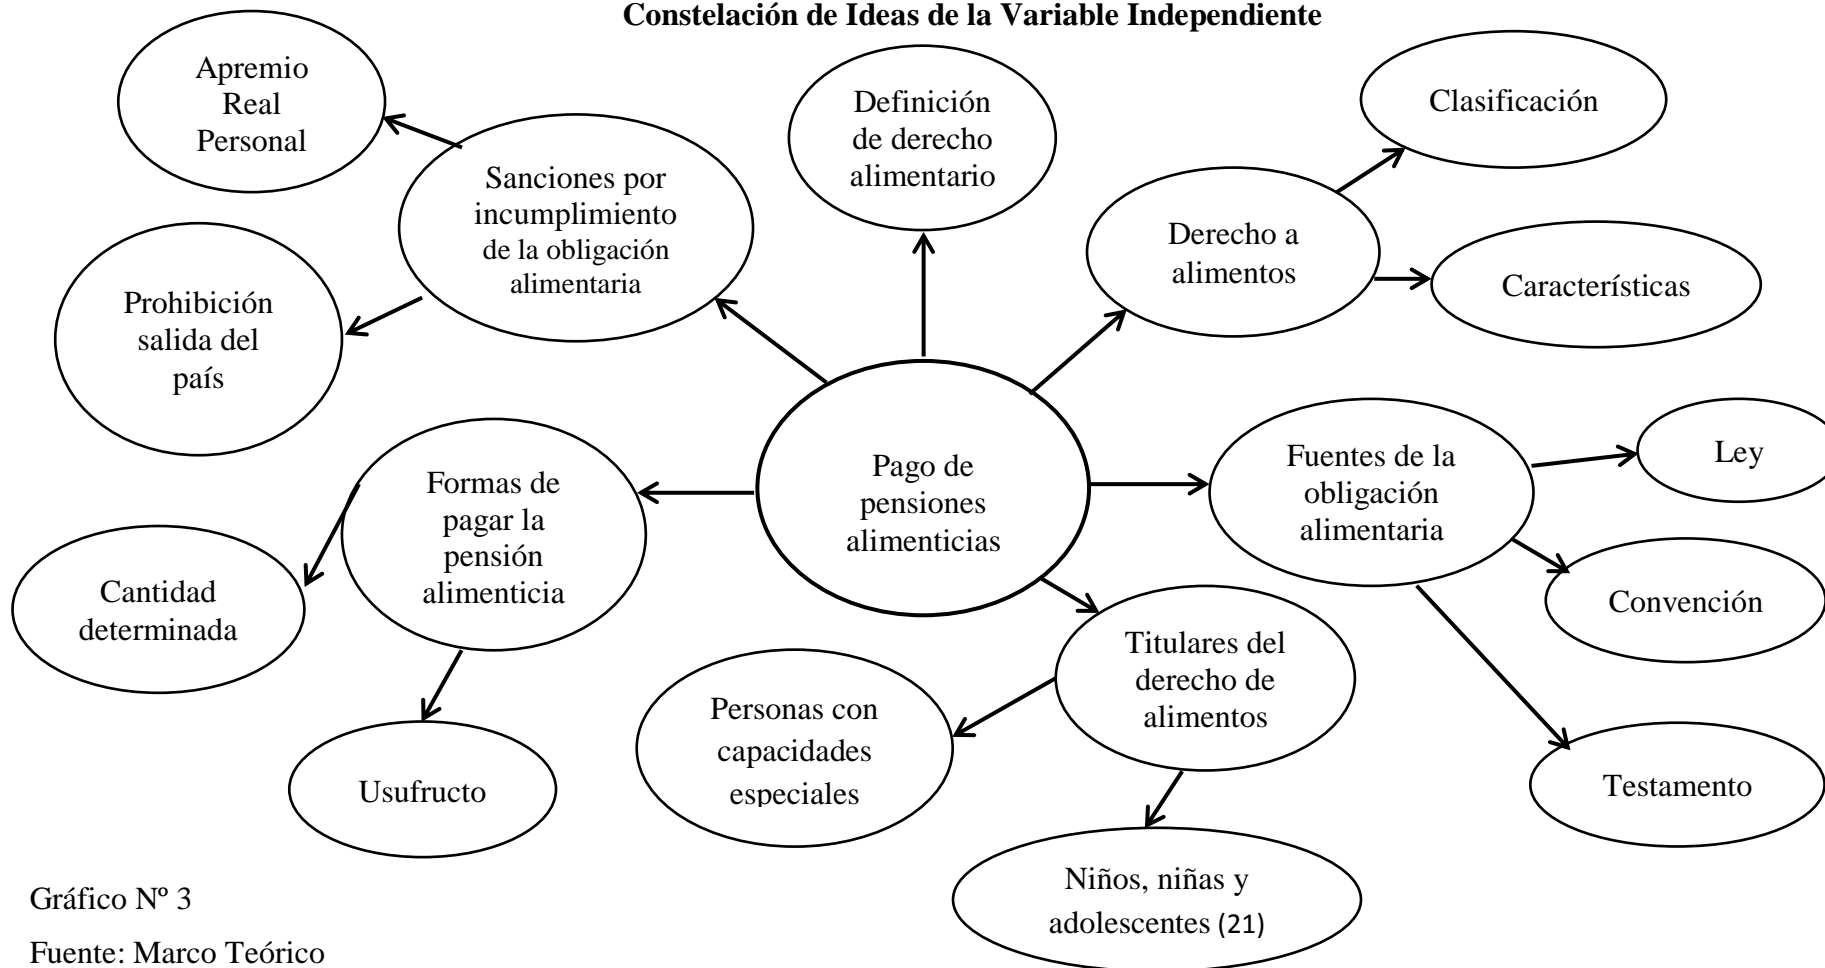 Constelación de Ideas de la Variable Independiente
Apremio
Real
Personal
Sanciones por
incumplimiento
de la obligación
alimentaria
Prohibición
salida del
país
Definición
de derecho
alimentario
Clasificación
Derecho a
alimentos
Características
Pago de
pensiones
alimenticias
Formas de
pagar la
pensión
alimenticia
Cantidad
determinada
Usufructo
Fuentes de la
obligación
alimentaria
Ley
Convención
Testamento
Titulares del
derecho de
alimentos
Personas con
capacidades
especiales
Niños, niñas y
adolescentes (21)
Gráfico Nº 3
Fuente: Marco Teórico